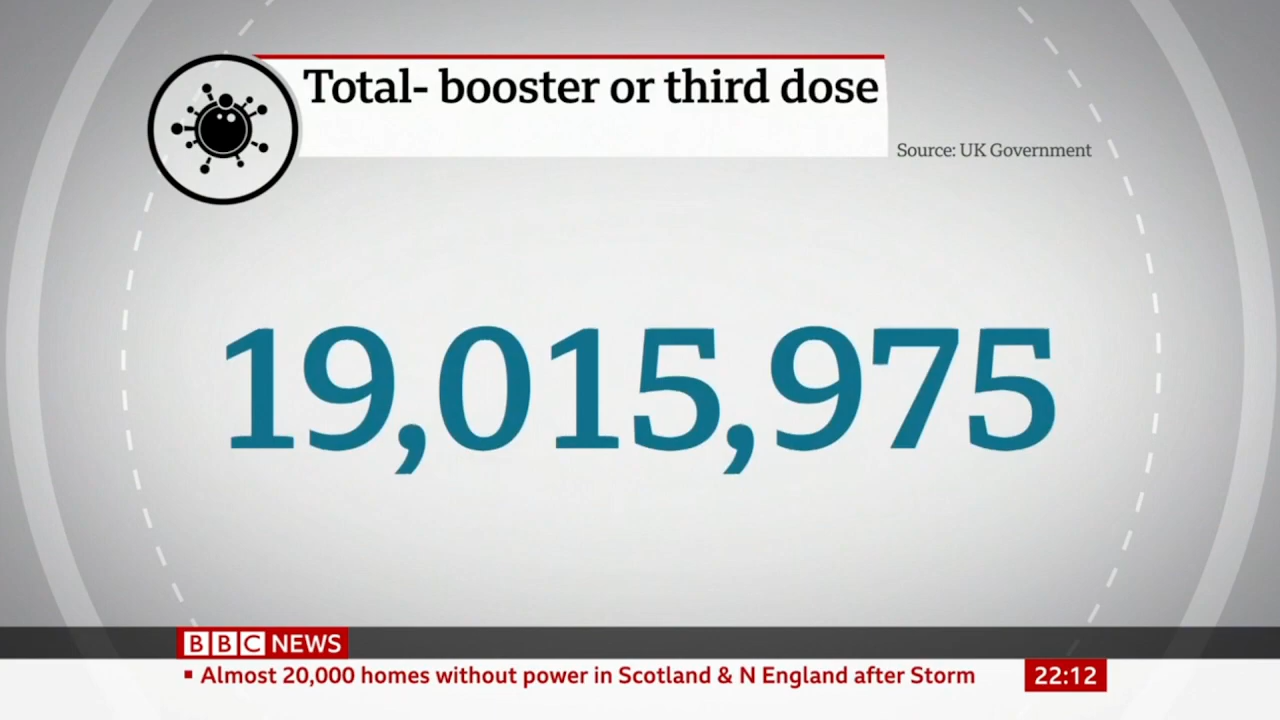 Total- booster or third dose
Source: UK Government
19,015,975
BBC NEWS
▪ Almost 20,000 homes without power in Scotland & N England after Storm
22:12